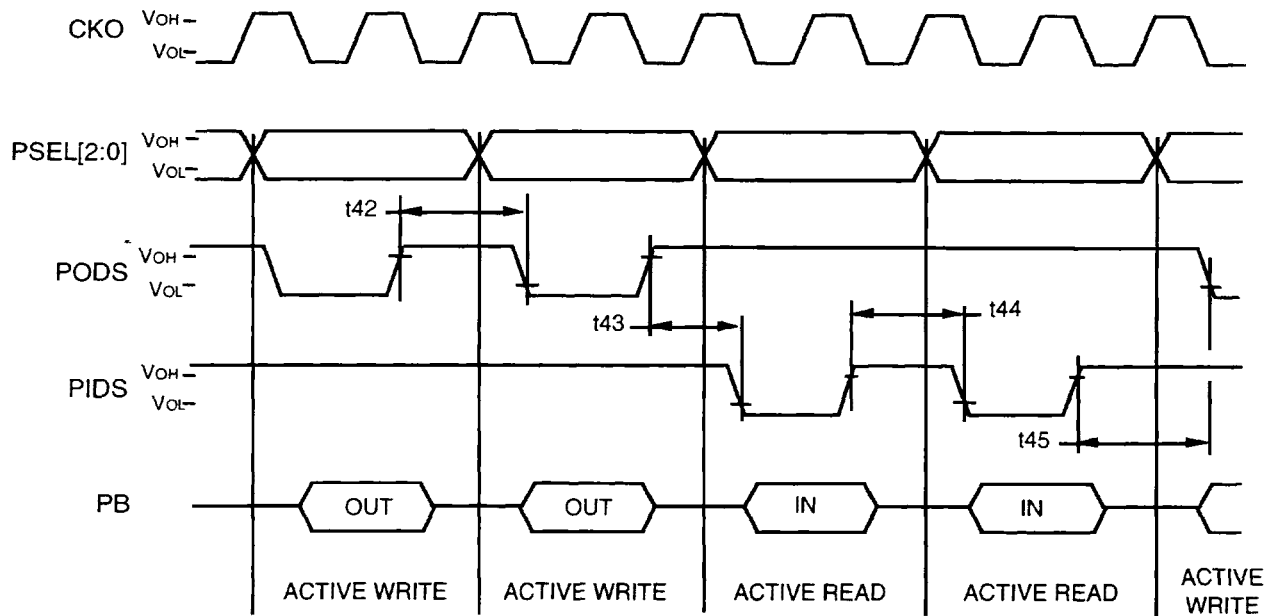 CKO VOH VOL
PSEL[2:0] VOH VOL
t42
PODS VOH VOL
t43 t44
PIDS VOH VOL
t45
PB OUT OUT IN IN
ACTIVE WRITE ACTIVE WRITE ACTIVE READ ACTIVE READ ACTIVE WRITE